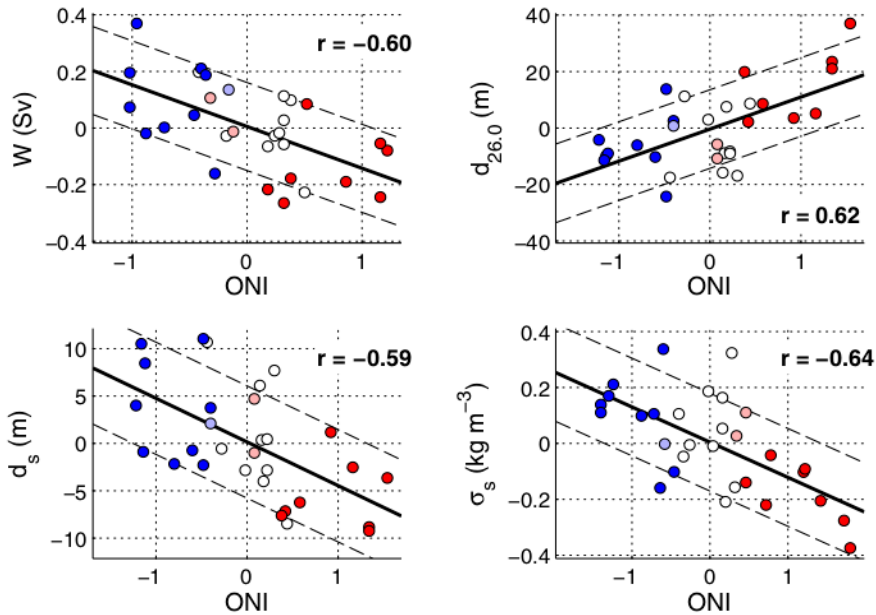 0.4
0.2
0
−0.2
−0.4
W (Sv)
r = −0.60
−1
0
1
ONI
40
20
0
−20
−40
d26.0 (m)
r = 0.62
−1
0
1
ONI
10
5
0
−5
−10
ds (m)
r = −0.59
−1
0
1
ONI
0.4
0.2
0
−0.2
−0.4
σs (kg m−3)
r = −0.64
−1
0
1
ONI